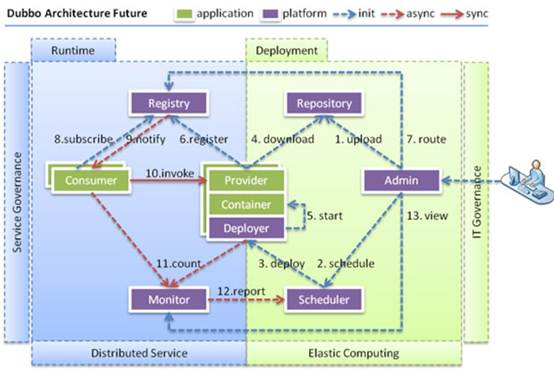 Dubbo Architecture Future
application
platform
init
async
sync
Runtime
Deployment
Registry
Repository
8.subscribe
9.notify
6.register
4.download
1.upload
7. route
Service Governance
Consumer
10.invoke
Provider
Container
Deployer
5. start
Admin
13. view
IT Governance
11.count
3. deploy
2. schedule
Monitor
12.report
Scheduler
Distributed Service
Elastic Computing